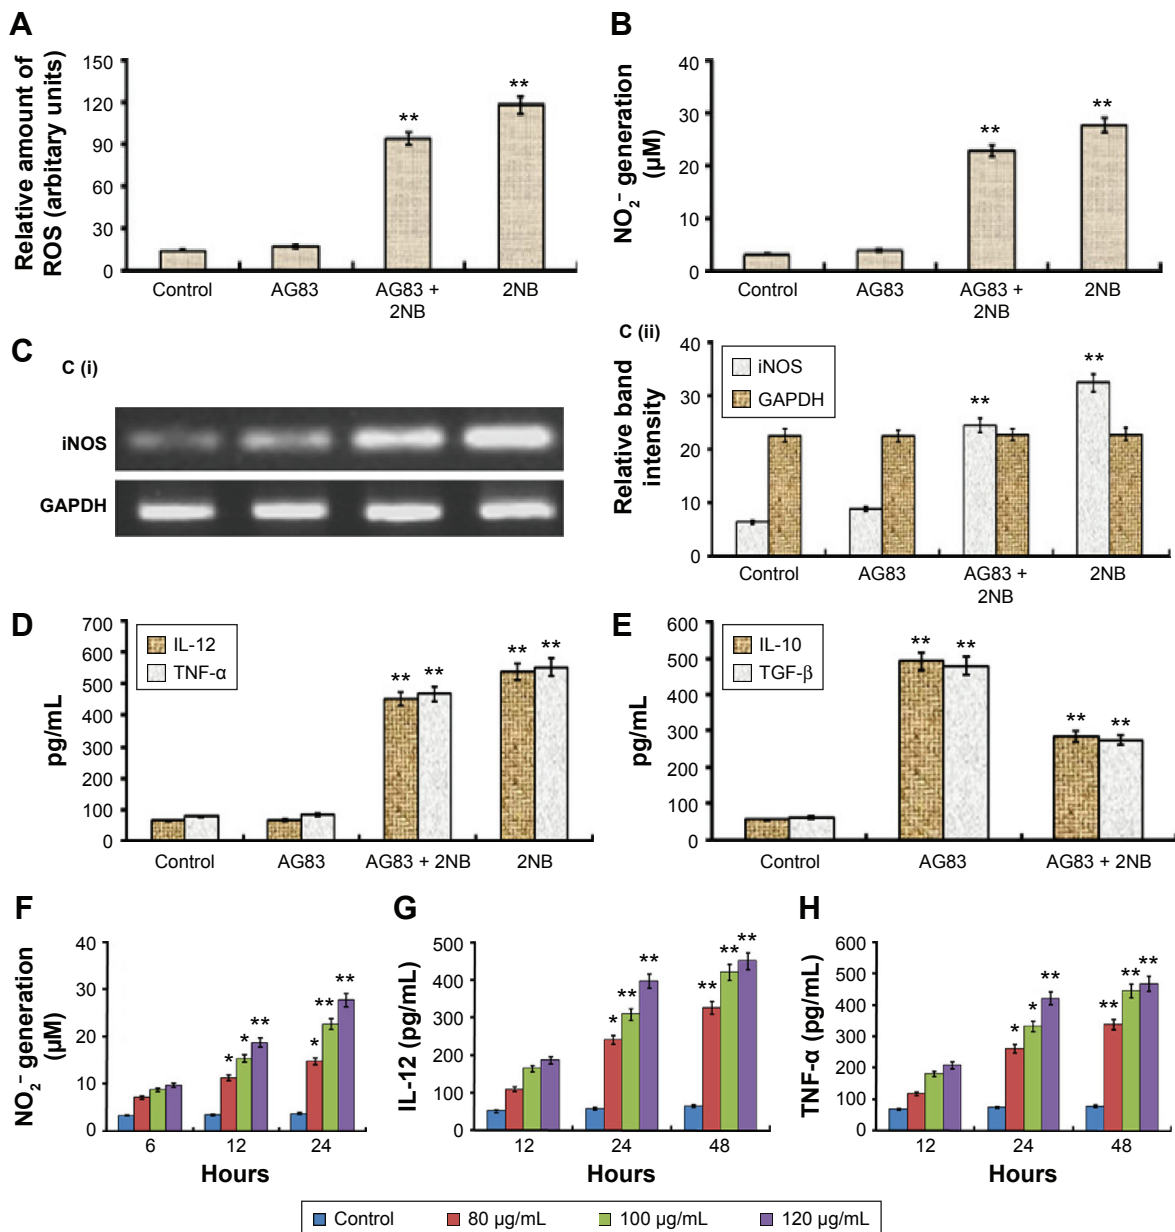 A
Relative amount of
ROS (arbitary units)
150
120
90
60
30
0
**
**
Control
AG83
AG83 +
2NB
2NB
B
NO₂⁻ generation
(µM)
40
30
20
10
0
**
**
Control
AG83
AG83 +
2NB
2NB
C
C (i)
iNOS
GAPDH
C (ii)
Relative band
intensity
40
30
20
10
0
iNOS
GAPDH
**
**
Control
AG83
AG83 +
2NB
2NB
D
pg/mL
700
600
500
400
300
200
100
0
IL-12
TNF-α
** **
** **
Control
AG83
AG83 + 2NB
2NB
E
pg/mL
600
500
400
300
200
100
0
IL-10
TGF-β
** **
** **
Control
AG83
AG83 + 2NB
F
NO₂⁻ generation
(µM)
40
30
20
10
0
* * **
* ** **
6
12
24
Hours
G
IL-12 (pg/mL)
500
400
300
200
100
0
* ** **
** ** **
12
24
48
Hours
H
TNF-α (pg/mL)
600
500
400
300
200
100
0
* * **
** ** **
12
24
48
Hours
Control
80 µg/mL
100 µg/mL
120 µg/mL